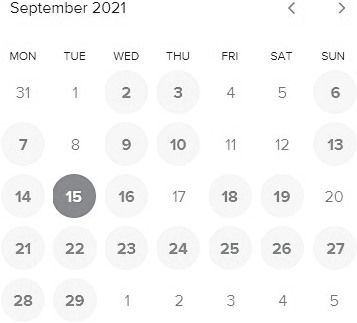 September 2021
MON TUE WED THU FRI SAT SUN
31 1 2 3 4 5 6
7 8 9 10 11 12 13
14 15 16 17 18 19 20
21 22 23 24 25 26 27
28 29 1 2 3 4 5